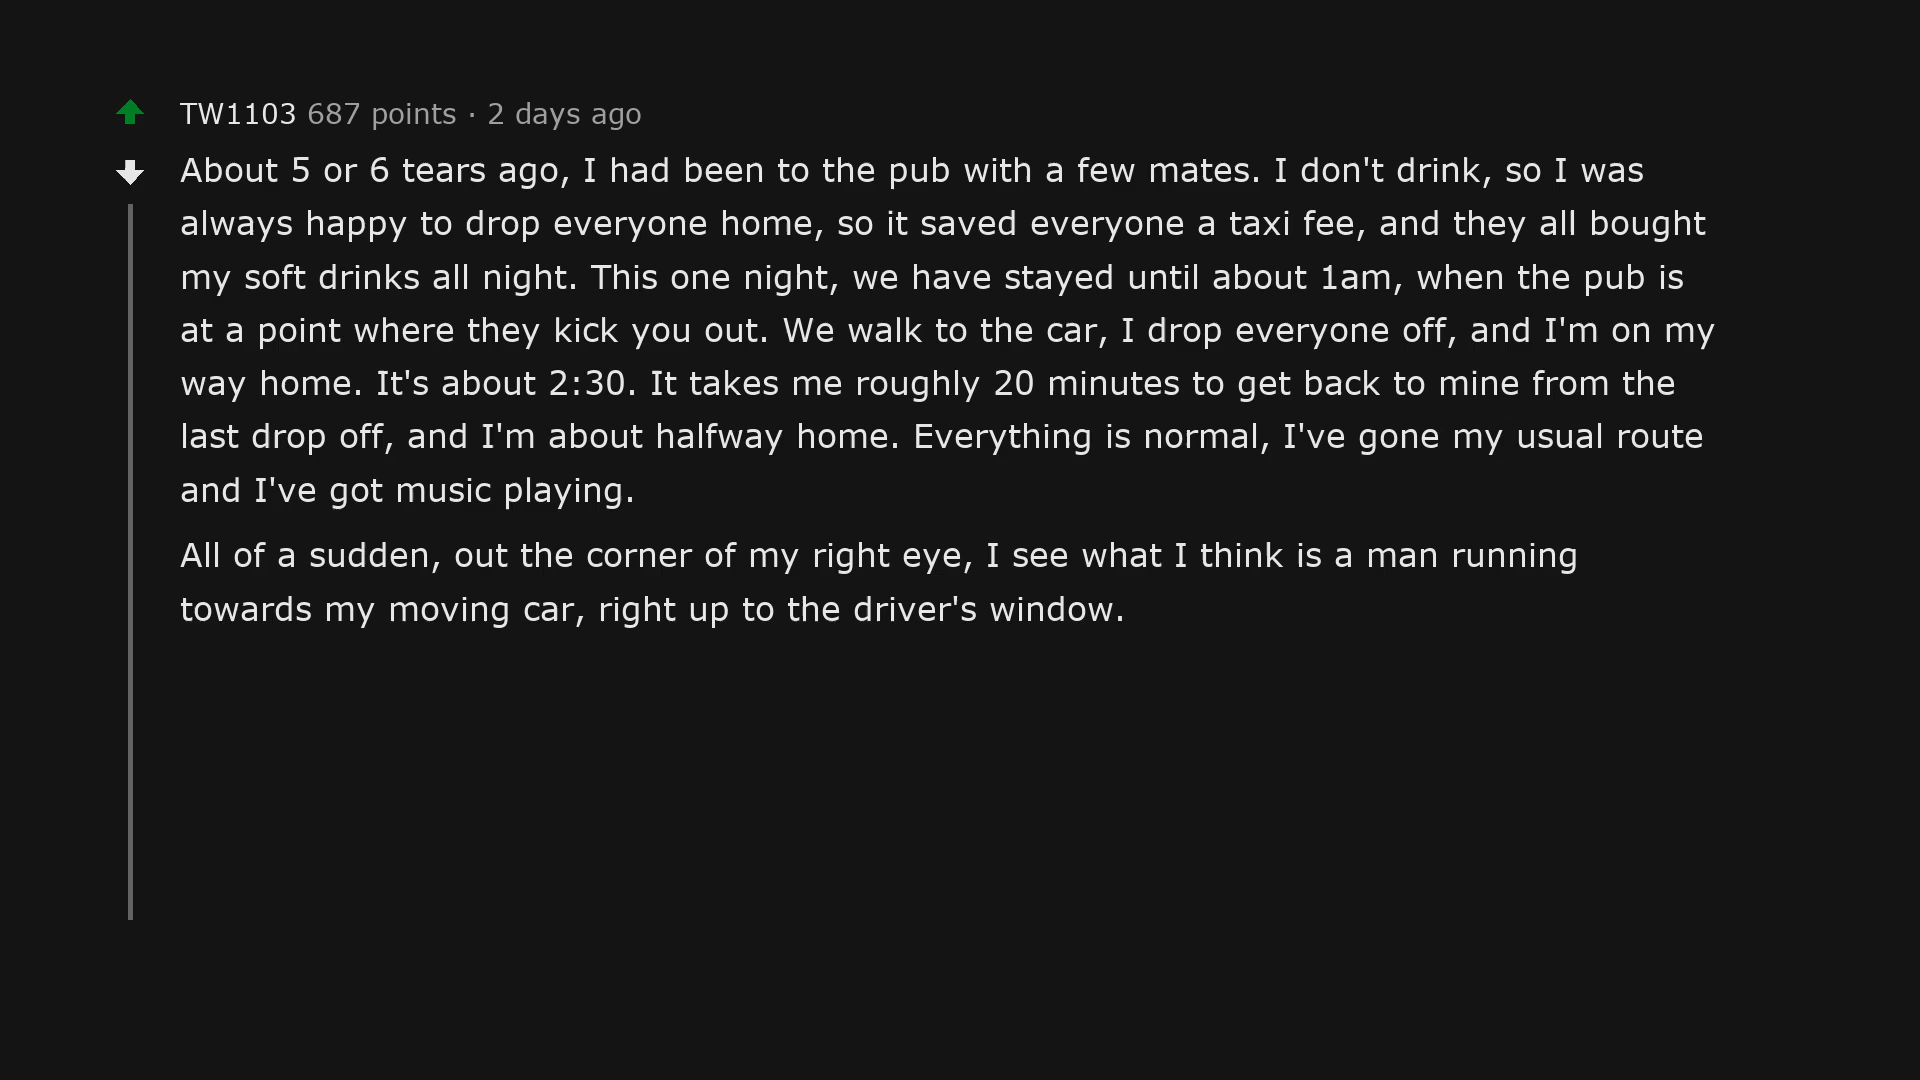 TW1103 687 points · 2 days ago
About 5 or 6 tears ago, I had been to the pub with a few mates. I don't drink, so I was
always happy to drop everyone home, so it saved everyone a taxi fee, and they all bought
my soft drinks all night. This one night, we have stayed until about 1am, when the pub is
at a point where they kick you out. We walk to the car, I drop everyone off, and I'm on my
way home. It's about 2:30. It takes me roughly 20 minutes to get back to mine from the
last drop off, and I'm about halfway home. Everything is normal, I've gone my usual route
and I've got music playing.
All of a sudden, out the corner of my right eye, I see what I think is a man running
towards my moving car, right up to the driver's window.